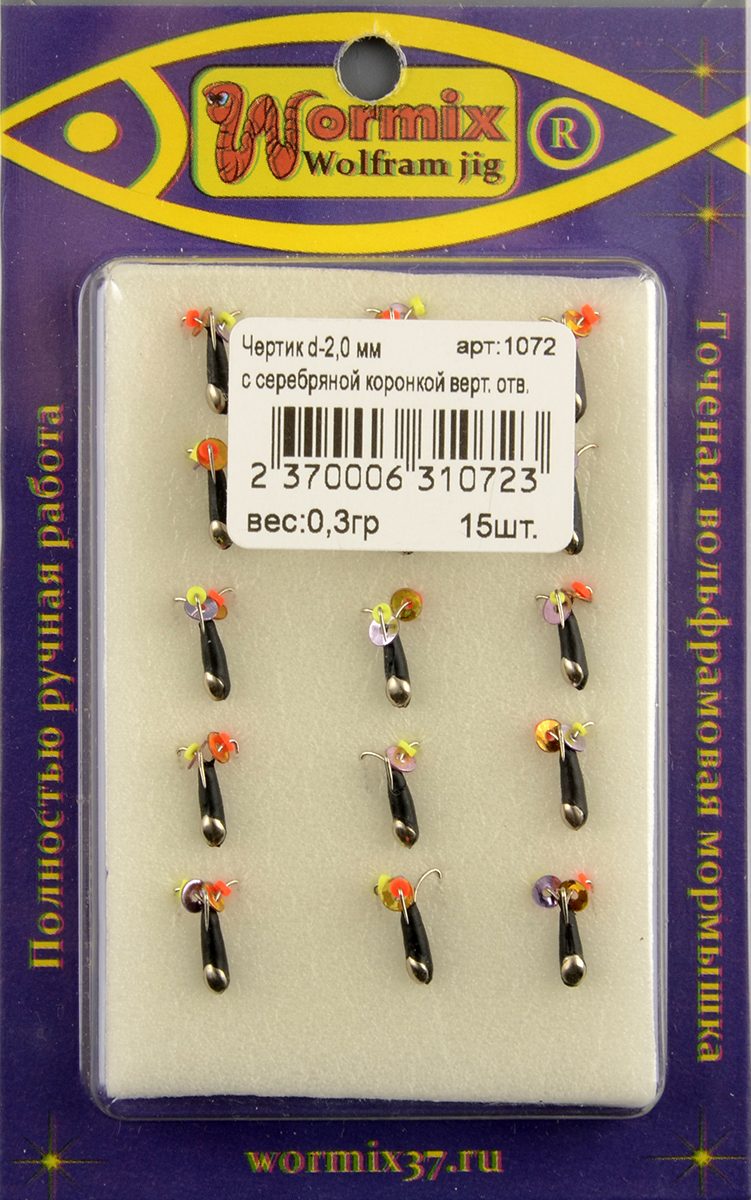 Wormix
Wolfram jig
®
Чертик d-2,0 мм арт:1072
с серебряной коронкой верт. отв.
2 370006 310723
вес:0,3гр 15шт.
Полностью ручная работа
Точеная вольфрамовая мормышка
wormix37.ru